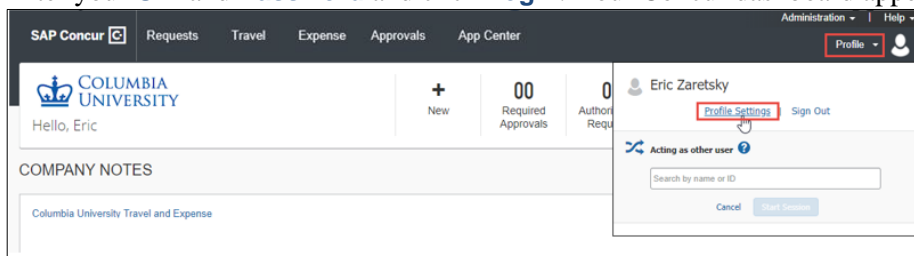 Administration | Help
SAP Concur C Requests Travel Expense Approvals App Center
Profile
COLUMBIA
UNIVERSITY
Hello, Eric
+
New
00
Required
Approvals
Eric Zaretsky
Profile Settings | Sign Out
Acting as other user ?
Search by name or ID
Cancel Start Session
COMPANY NOTES
Columbia University Travel and Expense